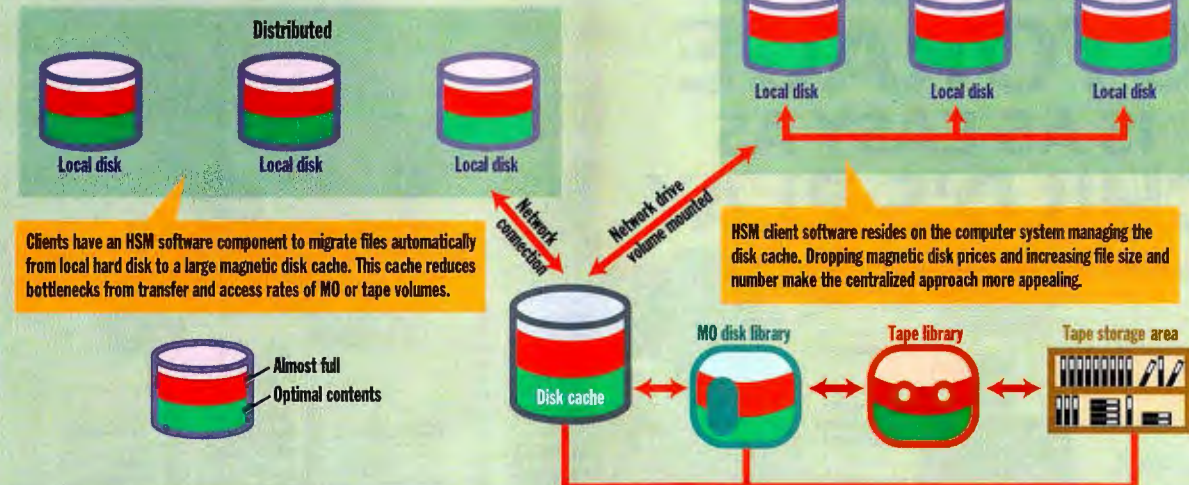 Distributed
Local disk
Local disk
Local disk
Local disk
Local disk
Local disk
Network
connection
Network drive
volume mounted
Clients have an HSM software component to migrate files automatically
from local hard disk to a large magnetic disk cache. This cache reduces
bottlenecks from transfer and access rates of MO or tape volumes.
HSM client software resides on the computer system managing the
disk cache. Dropping magnetic disk prices and increasing file size and
number make the centralized approach more appealing.
Almost full
Optimal contents
Disk cache
MO disk library
Tape library
Tape storage area